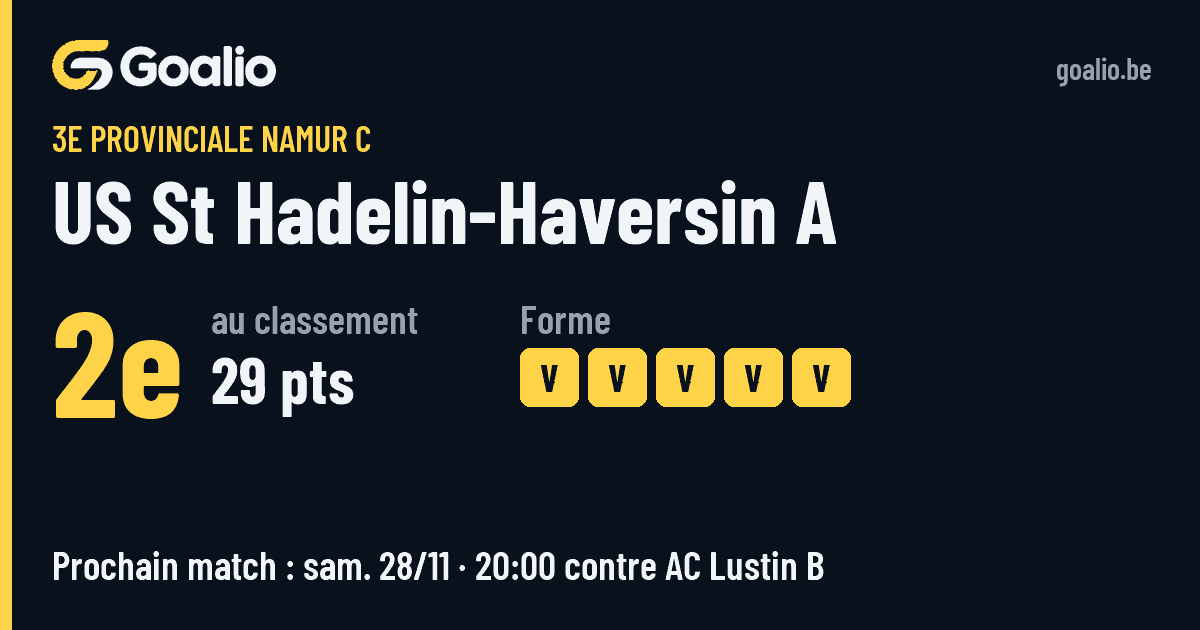 Goalio
goalio.be
3E PROVINCIALE NAMUR C
US St Hadelin-Haversin A
2e
au classement
29 pts
Forme
V V V V V
Prochain match : sam. 28/11 · 20:00 contre AC Lustin B